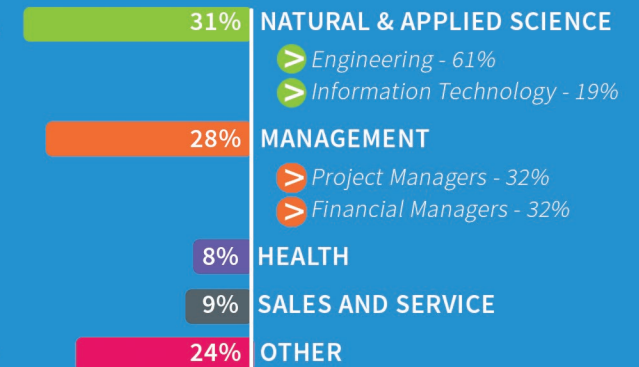 31% NATURAL & APPLIED SCIENCE
> Engineering - 61%
> Information Technology - 19%
28% MANAGEMENT
> Project Managers - 32%
> Financial Managers - 32%
8% HEALTH
9% SALES AND SERVICE
24% OTHER